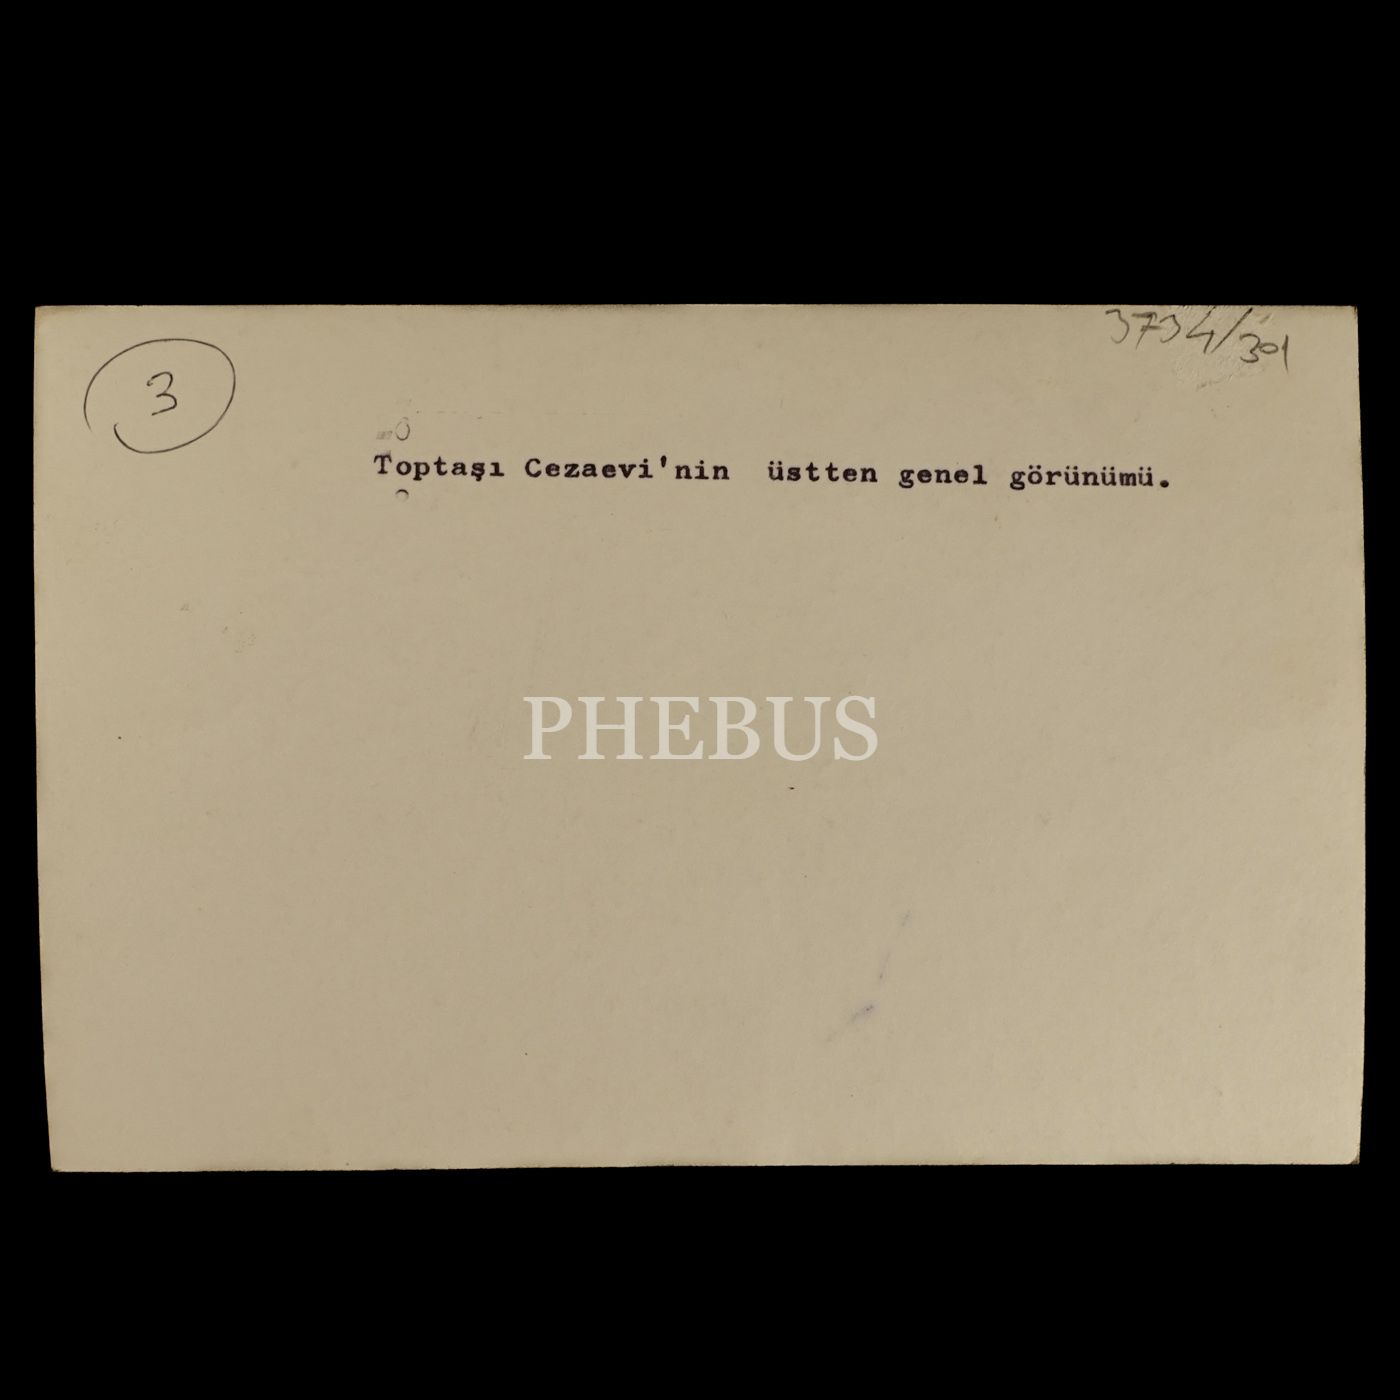 3
3734/301
Toptaşı Cezaevi'nin üstten genel görünümü.
PHEBUS